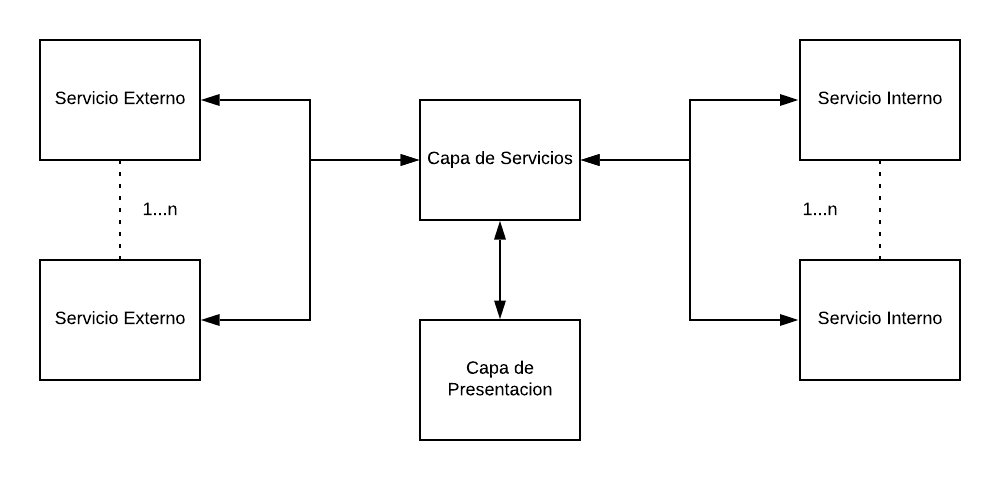 Servicio Externo
Servicio Interno
Capa de Servicios
1...n
1...n
Servicio Externo
Servicio Interno
Capa de
Presentacion